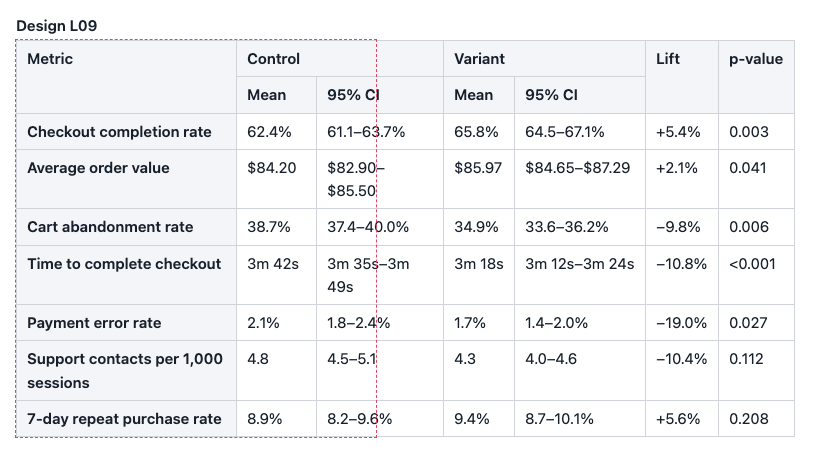 Design L09
Metric Control Variant Lift p-value
Mean 95% CI Mean 95% CI
Checkout completion rate 62.4% 61.1–63.7% 65.8% 64.5–67.1% +5.4% 0.003
Average order value $84.20 $82.90– $85.97 $84.65–$87.29 +2.1% 0.041
$85.50
Cart abandonment rate 38.7% 37.4–40.0% 34.9% 33.6–36.2% −9.8% 0.006
Time to complete checkout 3m 42s 3m 35s–3m 3m 18s 3m 12s–3m 24s −10.8% <0.001
49s
Payment error rate 2.1% 1.8–2.4% 1.7% 1.4–2.0% −19.0% 0.027
Support contacts per 1,000 4.8 4.5–5.1 4.3 4.0–4.6 −10.4% 0.112
sessions
7-day repeat purchase rate 8.9% 8.2–9.6% 9.4% 8.7–10.1% +5.6% 0.208